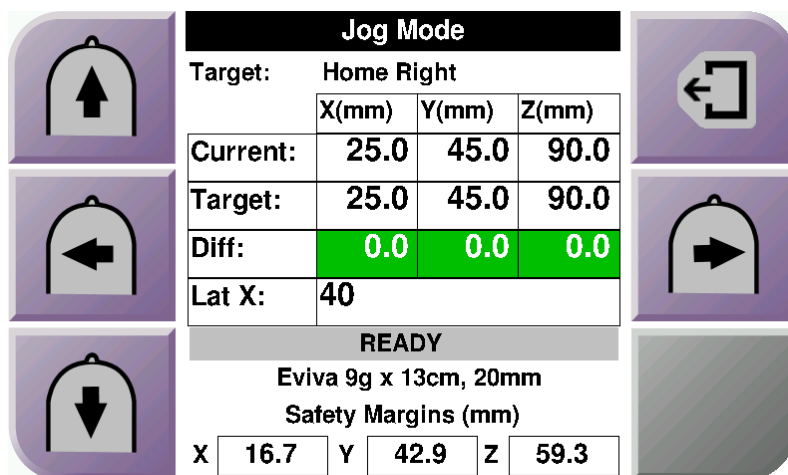 Jog Mode
Target: Home Right
X(mm) Y(mm) Z(mm)
Current: 25.0 45.0 90.0
Target: 25.0 45.0 90.0
Diff: 0.0 0.0 0.0
Lat X: 40
READY
Eviva 9g x 13cm, 20mm
Safety Margins (mm)
X 16.7 Y 42.9 Z 59.3